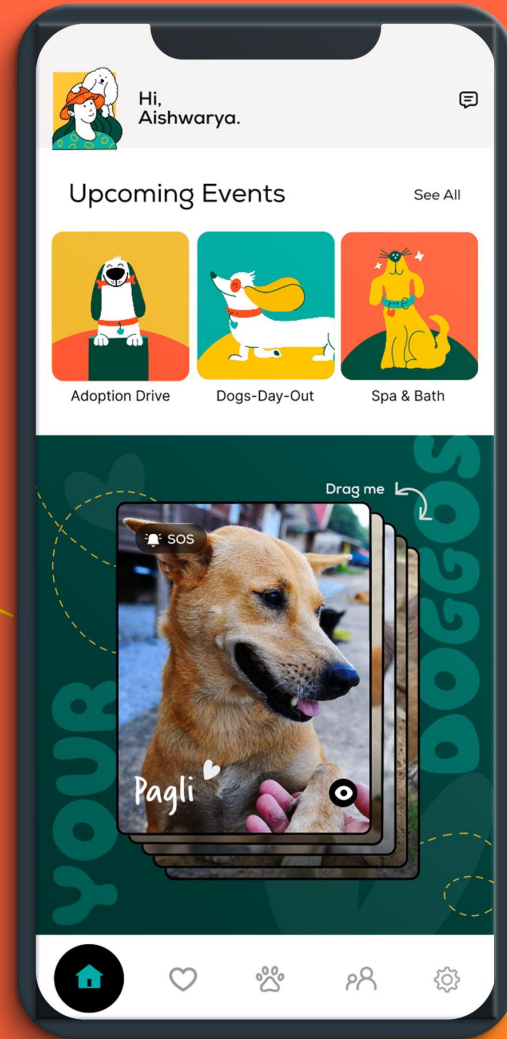 Hi,
Aishwarya.
Upcoming Events
See All
Adoption Drive
Dogs-Day-Out
Spa & Bath
Drag me
SOS
YOUR
DOGGOS
Pagli